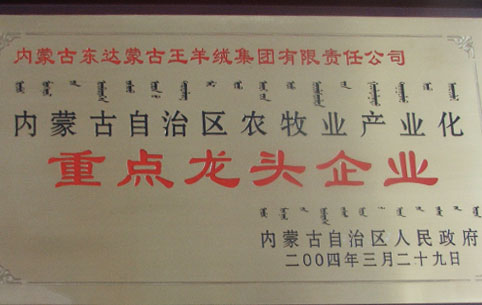 内蒙古东达蒙古王羊绒集团有限责任公司
内蒙古自治区农牧业产业化
重点龙头企业
内蒙古自治区人民政府
二00四年三月二十九日